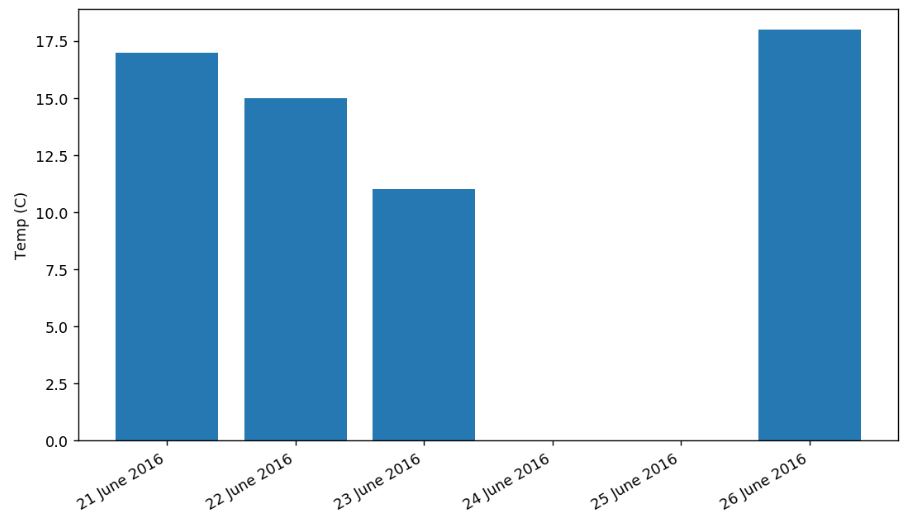 17.5
15.0
12.5
10.0
7.5
5.0
2.5
0.0
Temp (C)
21 June 2016
22 June 2016
23 June 2016
24 June 2016
25 June 2016
26 June 2016